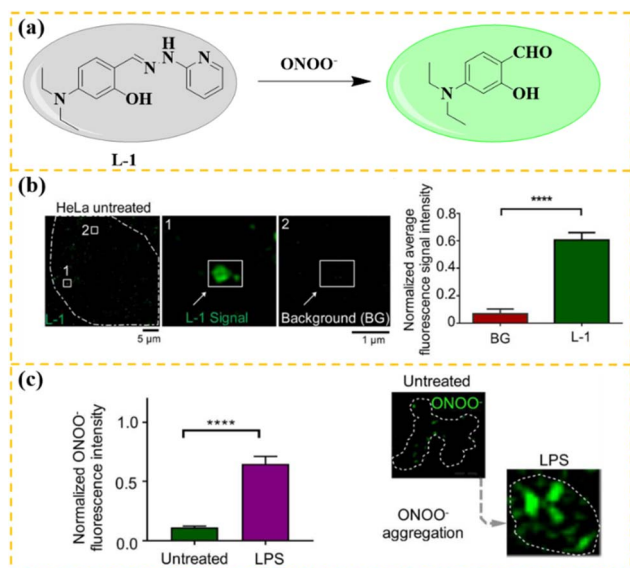 (a)
H
N
N
N
N
OH
ONOO⁻
CHO
N
OH
L-1
(b)
HeLa untreated
2
1
L-1
5 µm
1
L-1 Signal
2
Background (BG)
1 µm
Normalized average
fluorescence signal intensity
0.8
0.6
0.4
0.2
0
****
BG
L-1
(c)
Normalized ONOO⁻
fluorescence intensity
1.0
0.5
0.0
****
Untreated
LPS
Untreated
ONOO⁻
LPS
ONOO⁻
aggregation